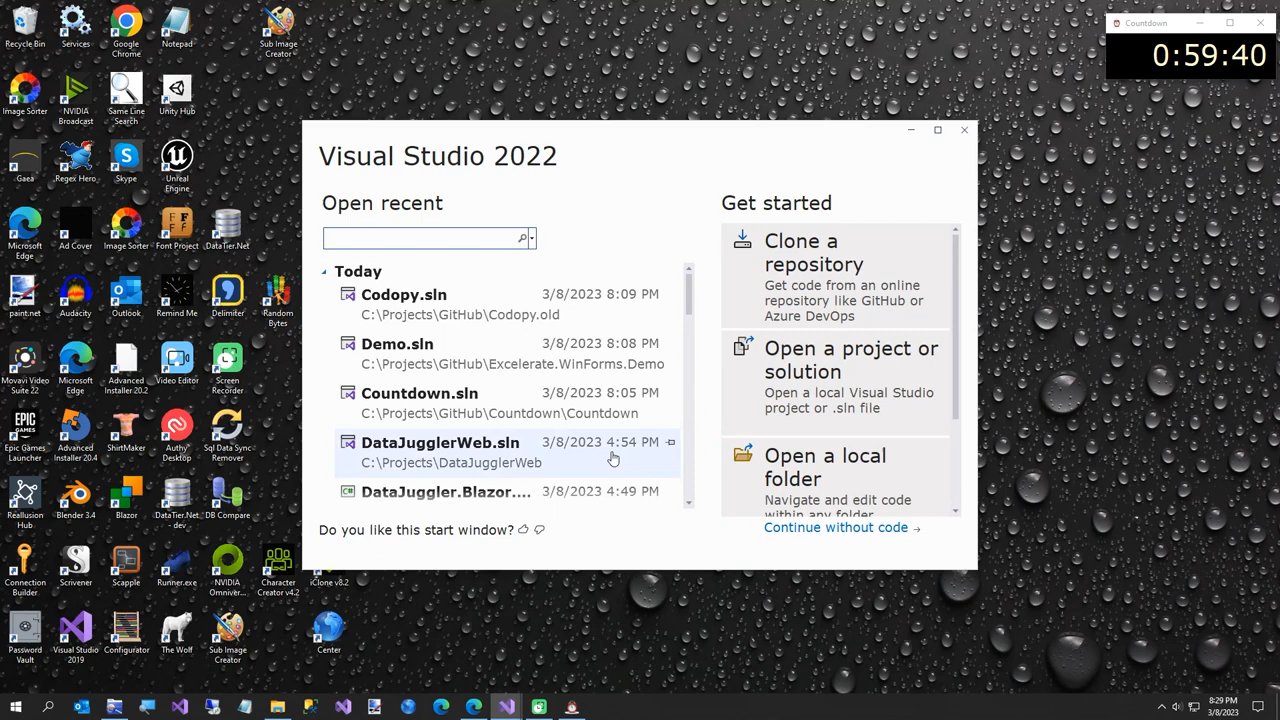 Recycle Bin
Services
Google
Chrome
Notepad
Sub Image
Creator
Countdown
0:59:40
Image Sorter
NVIDIA
Broadcast
Same Line
Search
Unity Hub
Visual Studio 2022
Gaea
Regex Hero
Skype
Unreal
Engine
Open recent
Get started
Microsoft
Edge
Ad Cover
Image Sorter
Font Project
DataTier.Net
Today
Codopy.sln 3/8/2023 8:09 PM
C:\Projects\GitHub\Codopy.old
Demo.sln 3/8/2023 8:08 PM
C:\Projects\GitHub\Excelerate.WinForms.Demo
Countdown.sln 3/8/2023 8:05 PM
C:\Projects\GitHub\Countdown\Countdown
DataJugglerWeb.sln 3/8/2023 4:54 PM
C:\Projects\DataJugglerWeb
DataJuggler.Blazor.... 3/8/2023 4:49 PM
Do you like this start window?
Clone a
repository
Get code from an online
repository like GitHub or
Azure DevOps
Open a project or
solution
Open a local Visual Studio
project or .sln file
Open a local
folder
Navigate and edit code
within any folder
Continue without code →
paint.net
Audacity
Outlook
Remind Me
Delimiter
Random
Bytes
Movavi Video
Suite 22
Microsoft
Edge
Advanced
Installer 20.2
Video Editor
Screen
Recorder
Epic Games
Launcher
Advanced
Installer 20.4
ShirtMaker
Authy
Desktop
Sql Data Sync
Remover
Reallusion
Hub
Blender 3.4
Blazor
DataTier.Net
- dev
DB Compare
Connection
Builder
Scrivener
Scapple
Runner.exe
NVIDIA
Omniver...
Character
Creator v4.2
iClone v8.2
Password
Vault
Visual Studio
2019
Configurator
The Wolf
Sub Image
Creator
Center
8:29 PM
3/8/2023